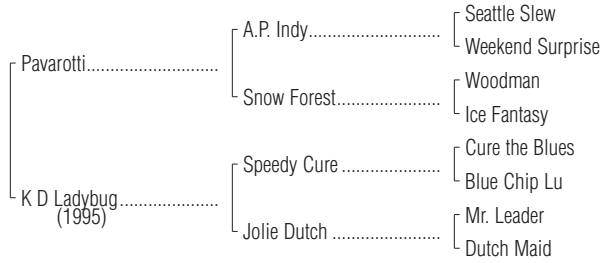 Seattle Slew
A.P. Indy..............................
Weekend Surprise
Pavarotti..............................
Woodman
Snow Forest........................
Ice Fantasy
Cure the Blues
Speedy Cure .......................
Blue Chip Lu
K D Ladybug.......................
(1995)
Mr. Leader
Jolie Dutch .........................
Dutch Maid